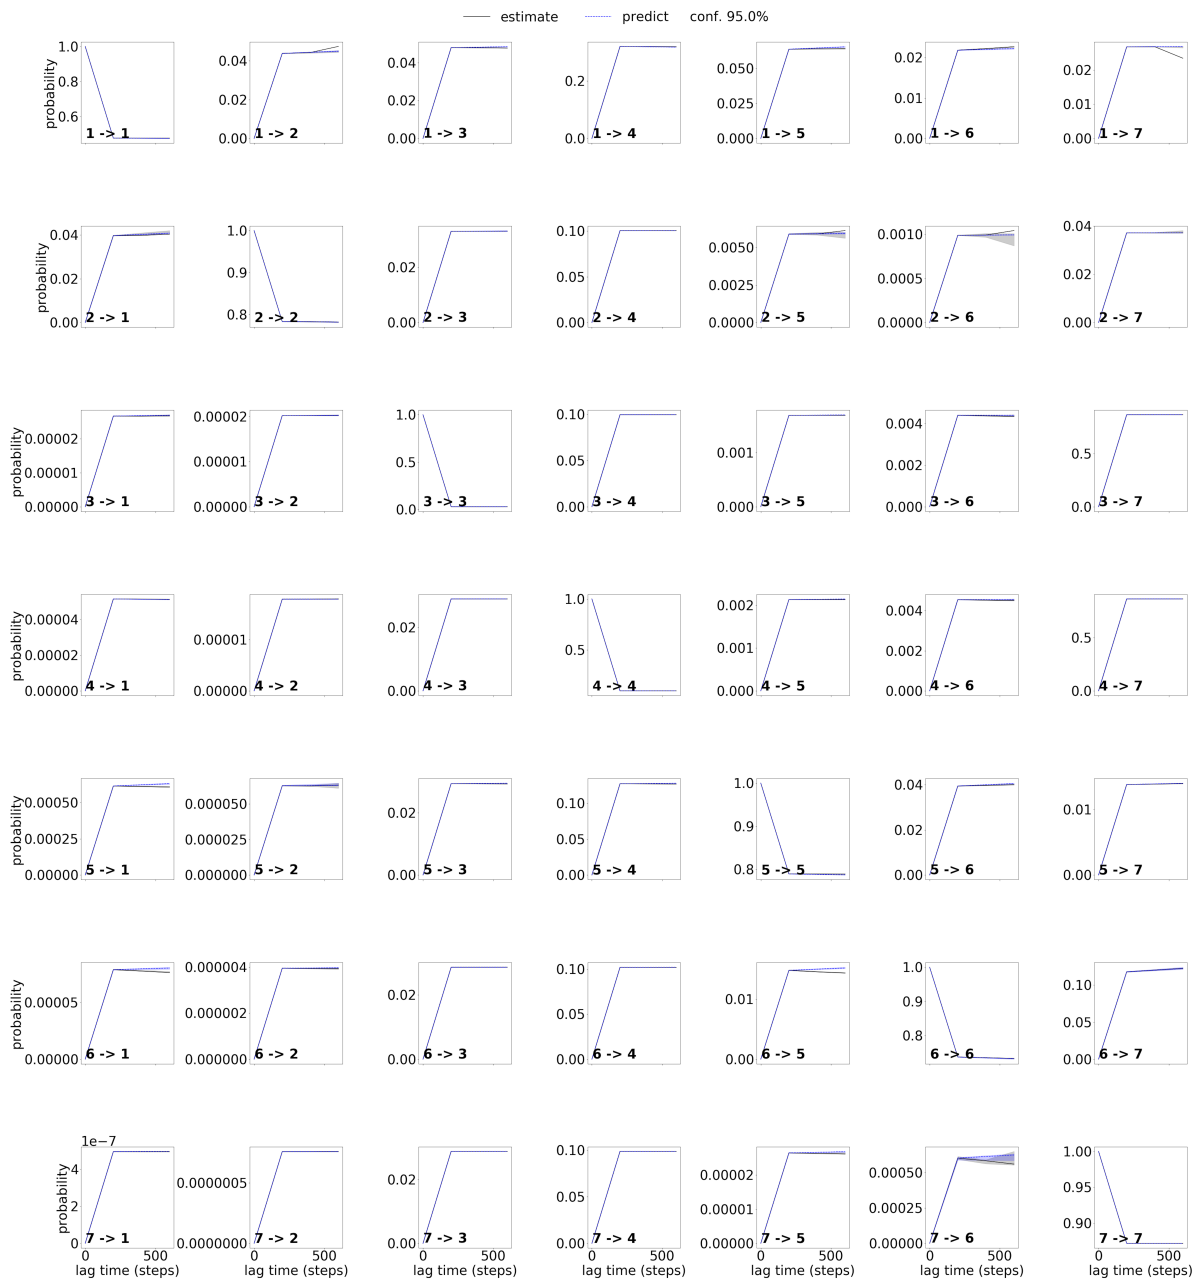 estimate predict conf. 95.0%
probability
1.0 0.8 0.6
1 -> 1
0.04 0.02 0.00
1 -> 2
0.04 0.02 0.00
1 -> 3
0.2 0.0
1 -> 4
0.050 0.025 0.000
1 -> 5
0.02 0.01 0.00
1 -> 6
0.02 0.01 0.00
1 -> 7
probability
0.04 0.02 0.00
2 -> 1
1.0 0.9 0.8
2 -> 2
0.02 0.00
2 -> 3
0.10 0.05 0.00
2 -> 4
0.0050 0.0025 0.0000
2 -> 5
0.0010 0.0005 0.0000
2 -> 6
0.04 0.02 0.00
2 -> 7
probability
0.00002 0.00001 0.00000
3 -> 1
0.00002 0.00001 0.00000
3 -> 2
1.0 0.5 0.0
3 -> 3
0.10 0.05 0.00
3 -> 4
0.001 0.000
3 -> 5
0.004 0.002 0.000
3 -> 6
0.5 0.0
3 -> 7
probability
0.00004 0.00002 0.00000
4 -> 1
0.00001 0.00000
4 -> 2
0.02 0.00
4 -> 3
1.0 0.5
4 -> 4
0.002 0.001 0.000
4 -> 5
0.004 0.002 0.000
4 -> 6
0.5 0.0
4 -> 7
probability
0.00050 0.00025 0.00000
5 -> 1
0.000050 0.000025 0.000000
5 -> 2
0.02 0.00
5 -> 3
0.10 0.05 0.00
5 -> 4
1.0 0.9 0.8
5 -> 5
0.04 0.02 0.00
5 -> 6
0.01 0.00
5 -> 7
probability
0.00005 0.00000
6 -> 1
0.000004 0.000002 0.000000
6 -> 2
0.02 0.00
6 -> 3
0.10 0.05 0.00
6 -> 4
0.01 0.00
6 -> 5
1.0 0.9 0.8
6 -> 6
0.10 0.05 0.00
6 -> 7
probability
1e−7
4 2 0
7 -> 1
0.0000005 0.0000000
7 -> 2
0.02 0.00
7 -> 3
0.10 0.05 0.00
7 -> 4
0.00002 0.00001 0.00000
7 -> 5
0.00050 0.00025 0.00000
7 -> 6
1.00 0.95 0.90
7 -> 7
0 500 0 500 0 500 0 500 0 500 0 500 0 500
lag time (steps) lag time (steps) lag time (steps) lag time (steps) lag time (steps) lag time (steps) lag time (steps)